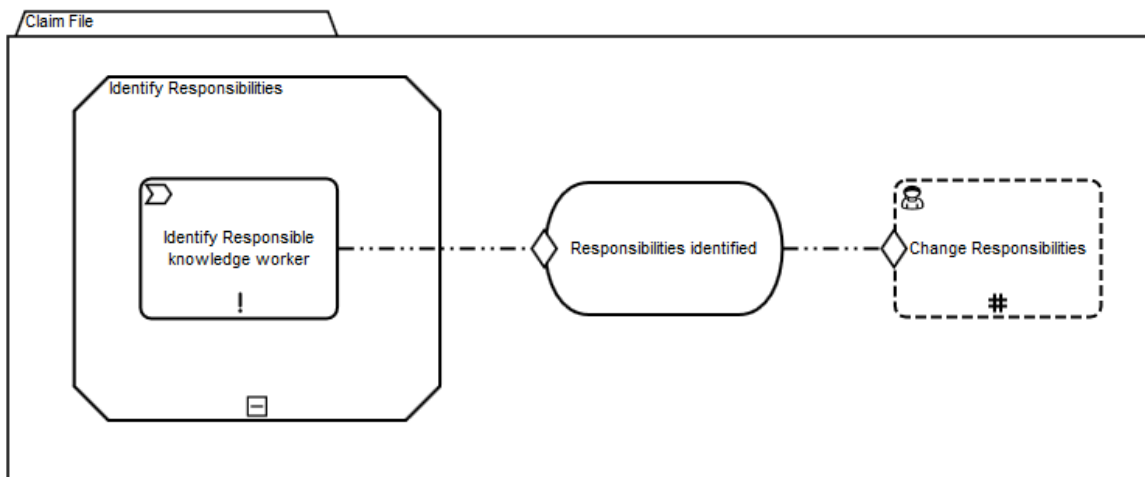 Claim File
Identify Responsibilities
Identify Responsible
knowledge worker
!
Responsibilities identified
Change Responsibilities
#